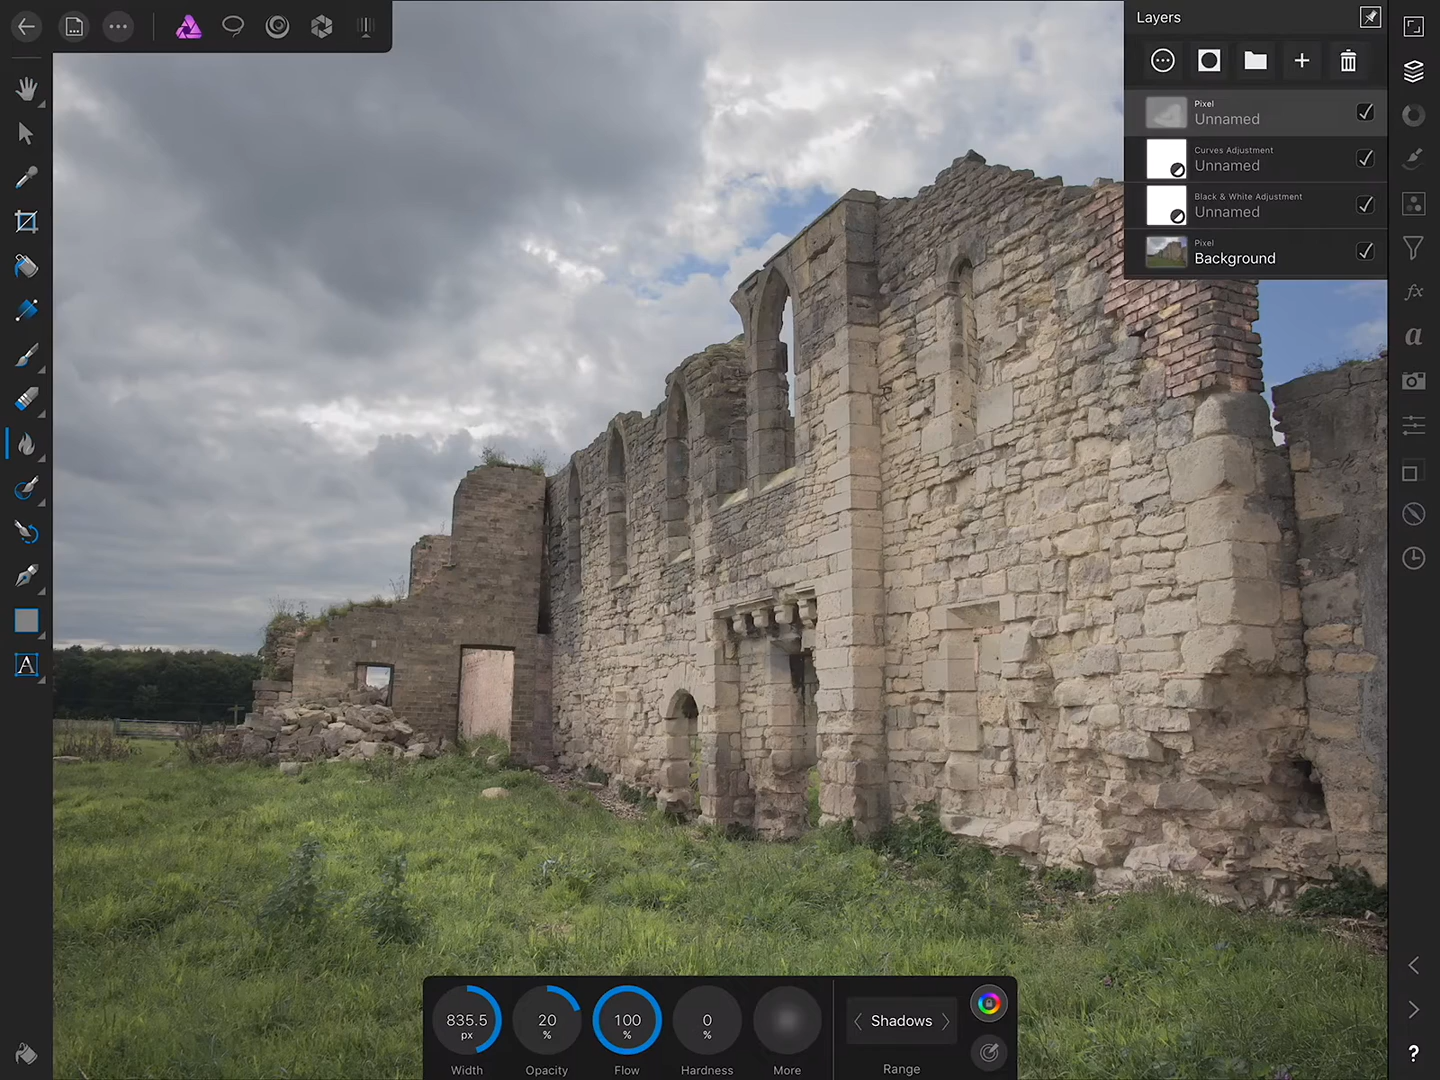 Layers
Pixel
Unnamed
Curves Adjustment
Unnamed
Black & White Adjustment
Unnamed
Pixel
Background
fx
a
A
835.5
px
20
%
100
%
0
%
Shadows
Width
Opacity
Flow
Hardness
More
Range
?